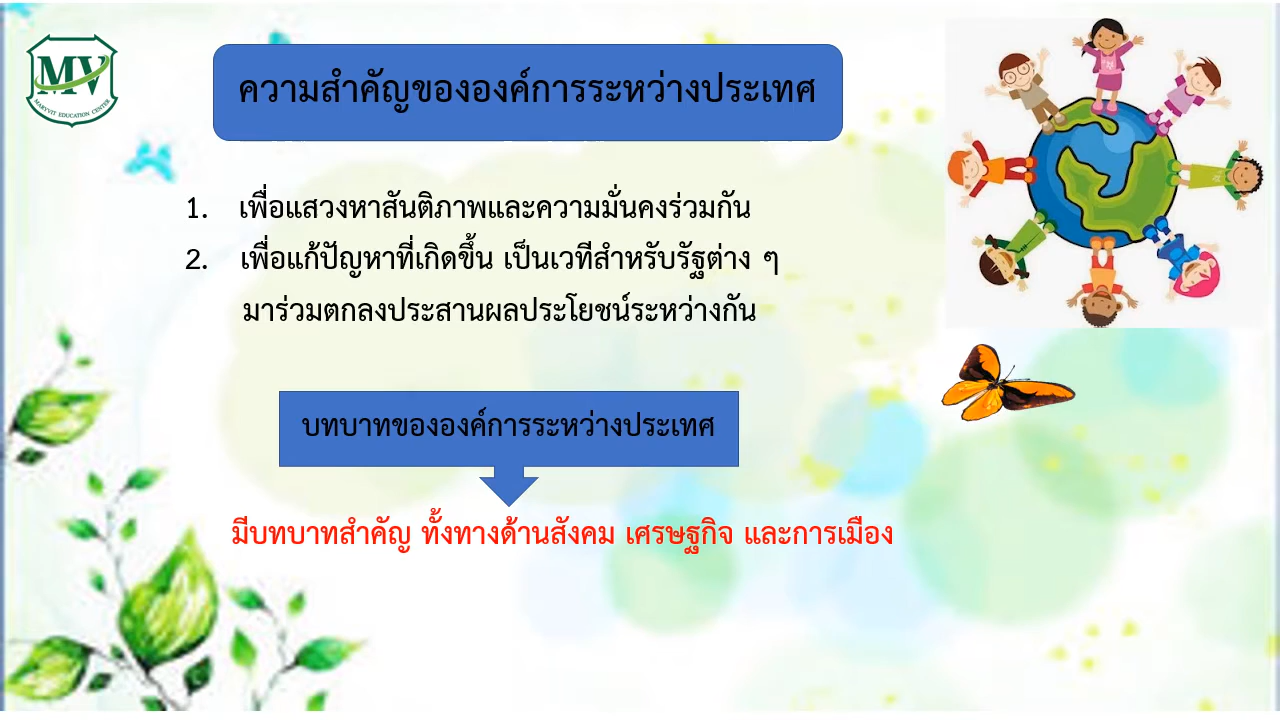 MV
MARYVIT EDUCATION CENTER
ความสำคัญขององค์การระหว่างประเทศ
1. เพื่อแสวงหาสันติภาพและความมั่นคงร่วมกัน
2. เพื่อแก้ปัญหาที่เกิดขึ้น เป็นเวทีสำหรับรัฐต่าง ๆ
มาร่วมตกลงประสานผลประโยชน์ระหว่างกัน
บทบาทขององค์การระหว่างประเทศ
มีบทบาทสำคัญ ทั้งทางด้านสังคม เศรษฐกิจ และการเมือง